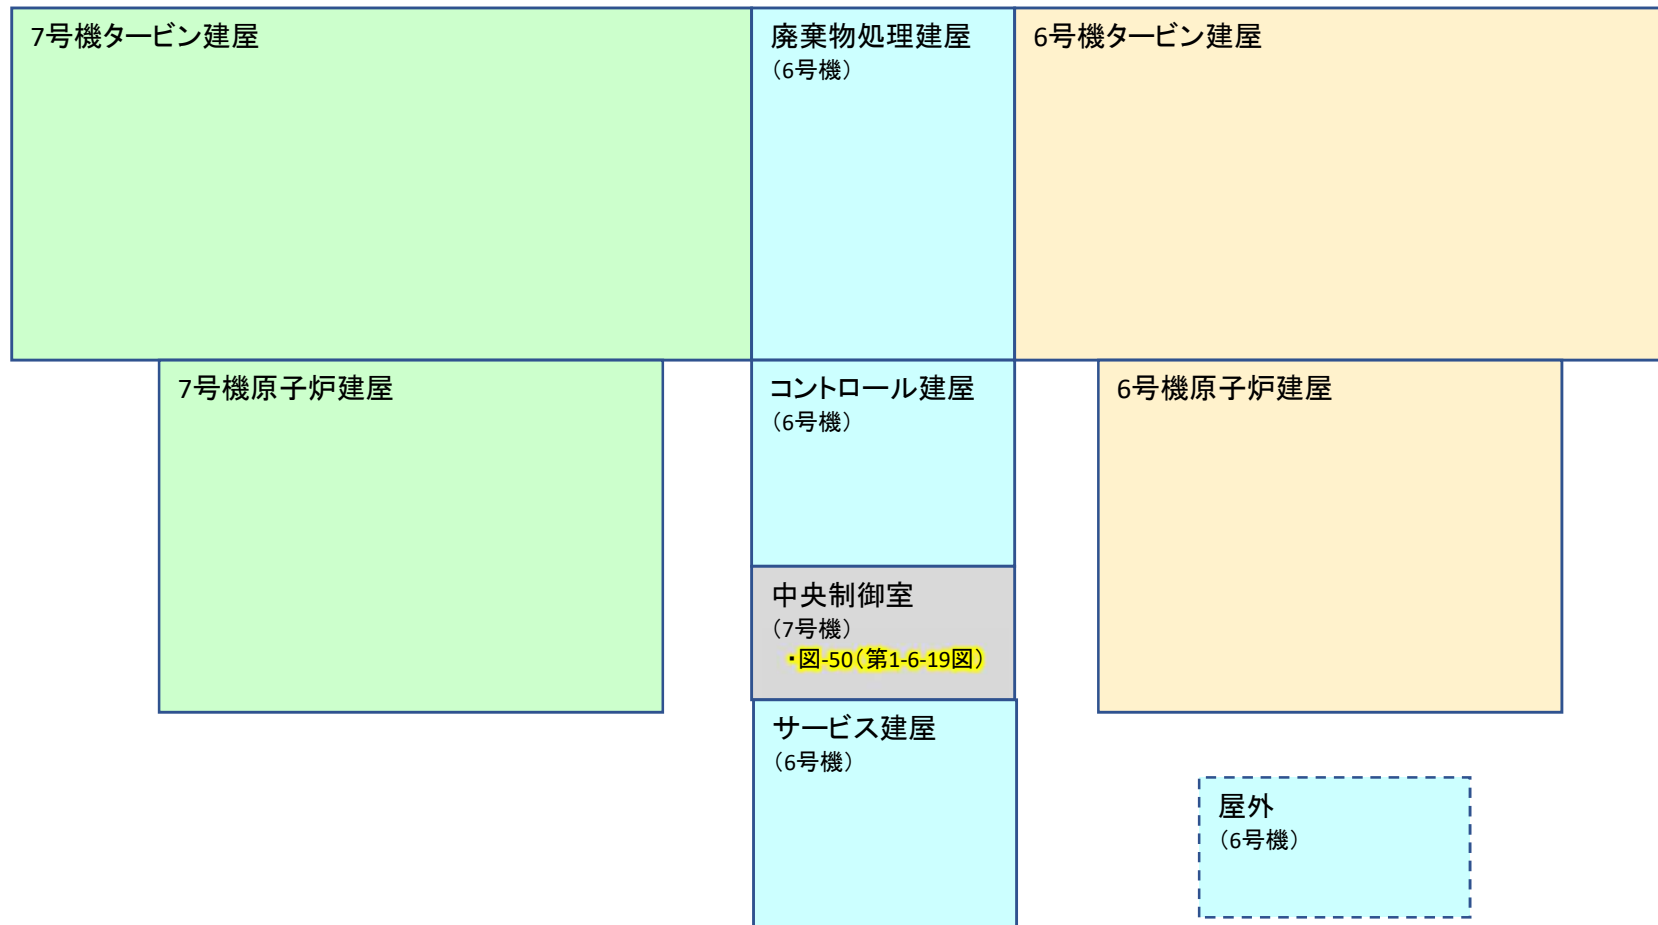 7号機タービン建屋
廃棄物処理建屋
（6号機）
6号機タービン建屋
7号機原子炉建屋
コントロール建屋
（6号機）
6号機原子炉建屋
中央制御室
（7号機）
・図-50（第1-6-19図）
サービス建屋
（6号機）
屋外
（6号機）